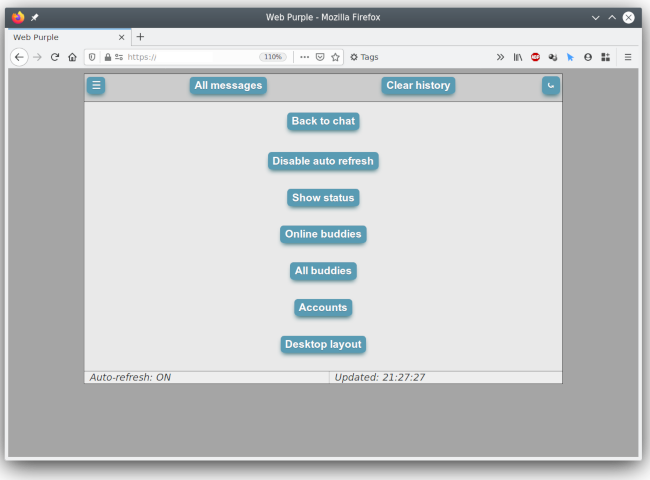 Web Purple - Mozilla Firefox
Web Purple
https://
110%
Tags
All messages
Clear history
Back to chat
Disable auto refresh
Show status
Online buddies
All buddies
Accounts
Desktop layout
Auto-refresh: ON
Updated: 21:27:27